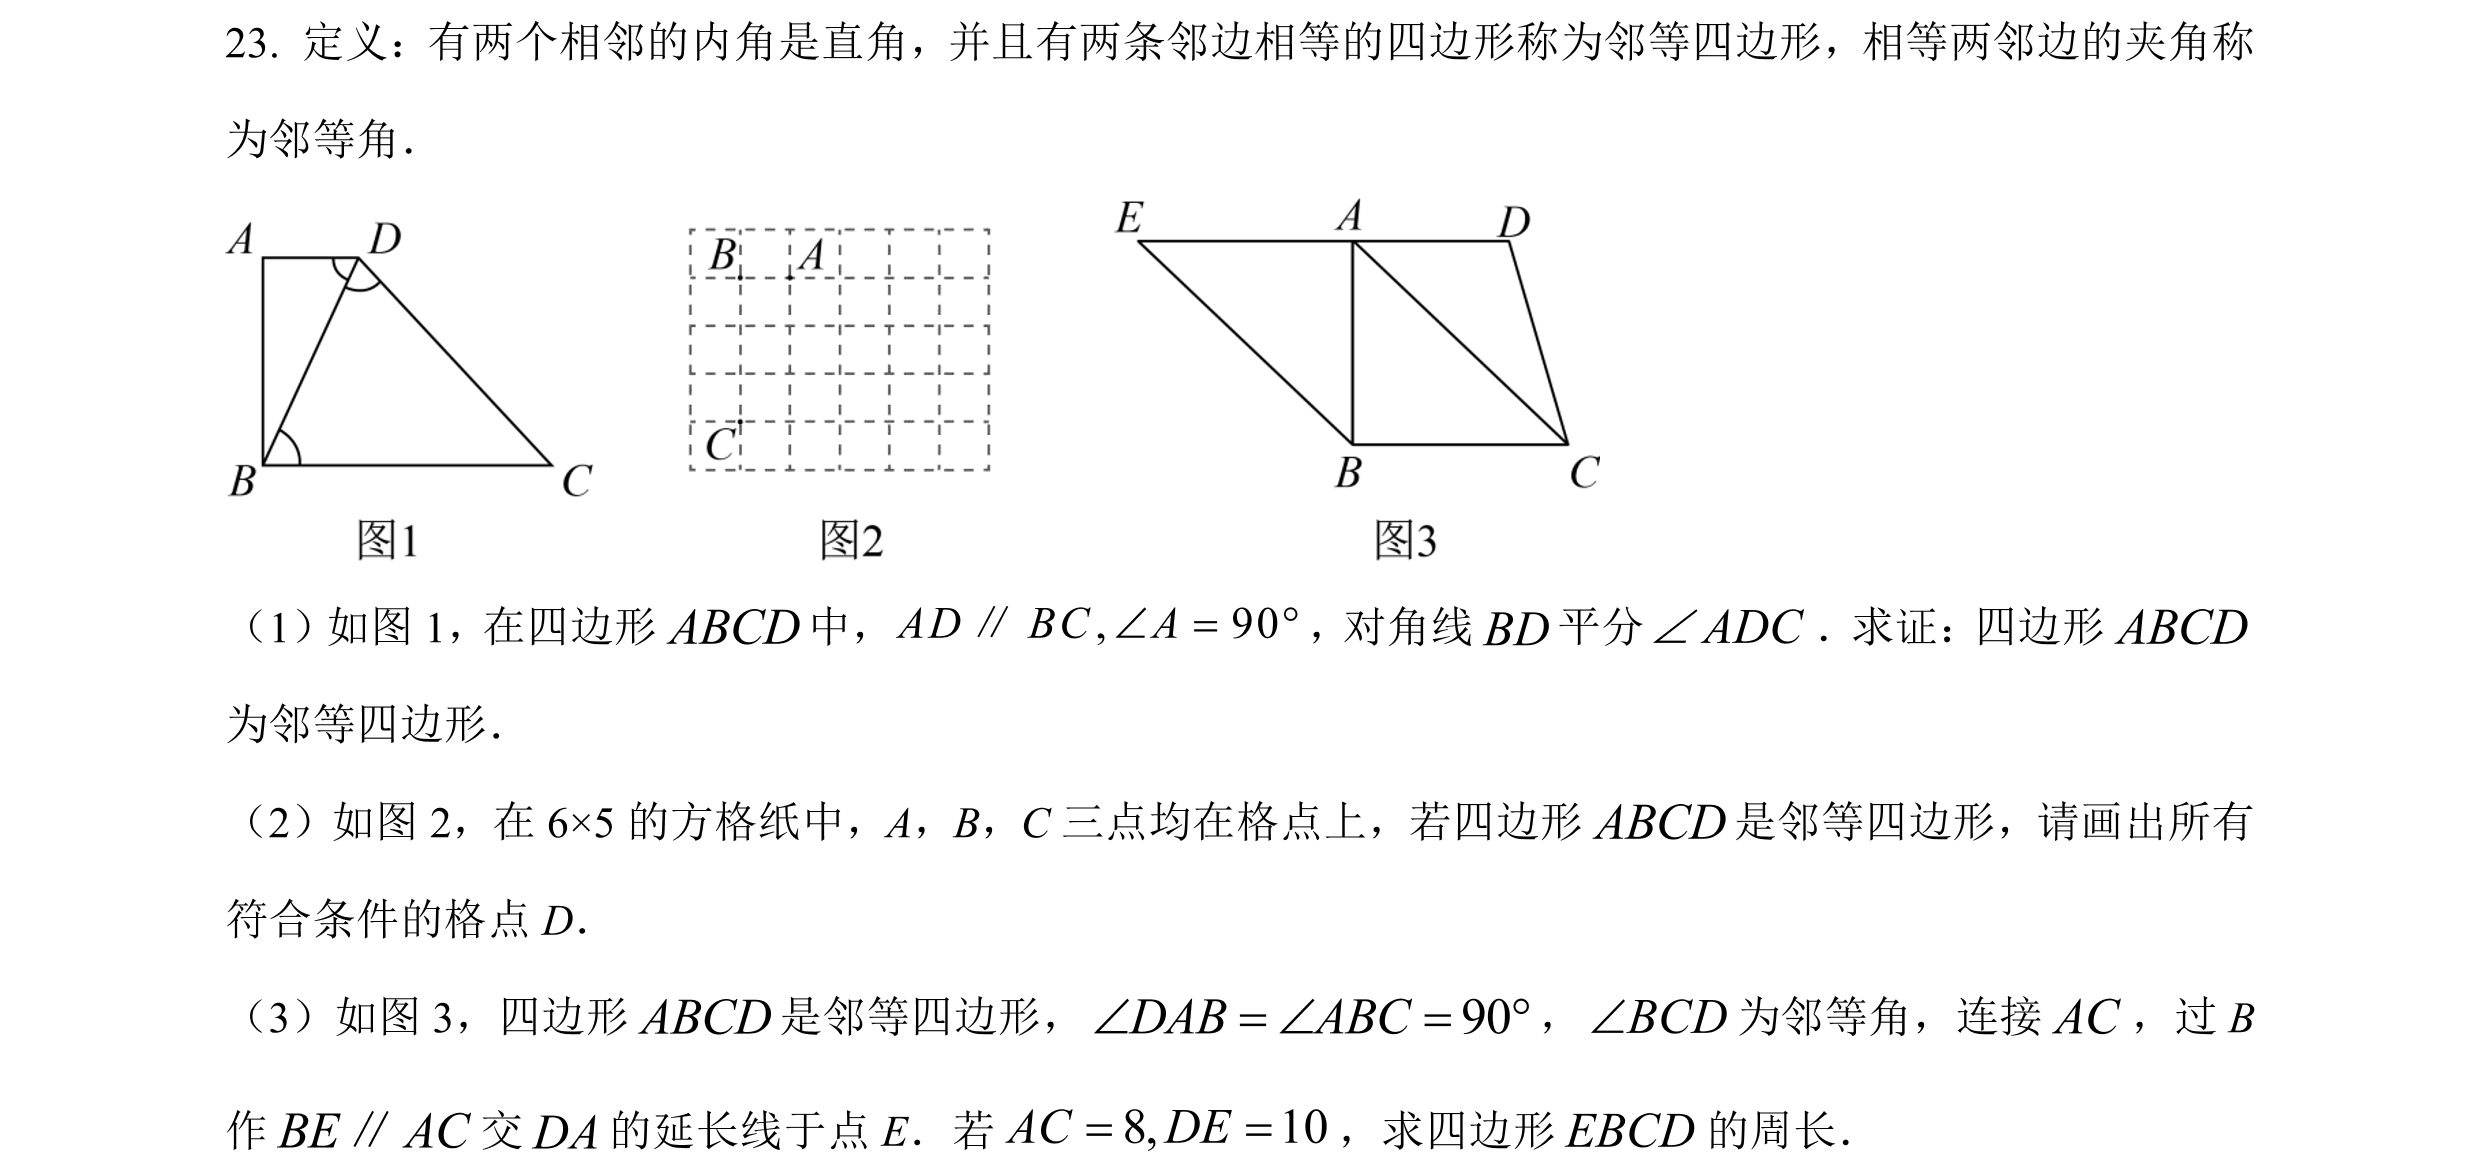 23. 定义：有两个相邻的内角是直角，并且有两条邻边相等的四边形称为邻等四边形，相等两邻边的夹角称
为邻等角．
A D B C
图1
B A C
图2
E A D B C
图3
（1）如图 1，在四边形 ABCD 中，AD // BC,∠A = 90°，对角线 BD 平分∠ADC．求证：四边形 ABCD
为邻等四边形．
（2）如图 2，在 6×5 的方格纸中，A，B，C 三点均在格点上，若四边形 ABCD 是邻等四边形，请画出所有
符合条件的格点 D．
（3）如图 3，四边形 ABCD 是邻等四边形，∠DAB = ∠ABC = 90°，∠BCD 为邻等角，连接 AC，过 B
作 BE // AC 交 DA 的延长线于点 E．若 AC = 8, DE = 10，求四边形 EBCD 的周长．